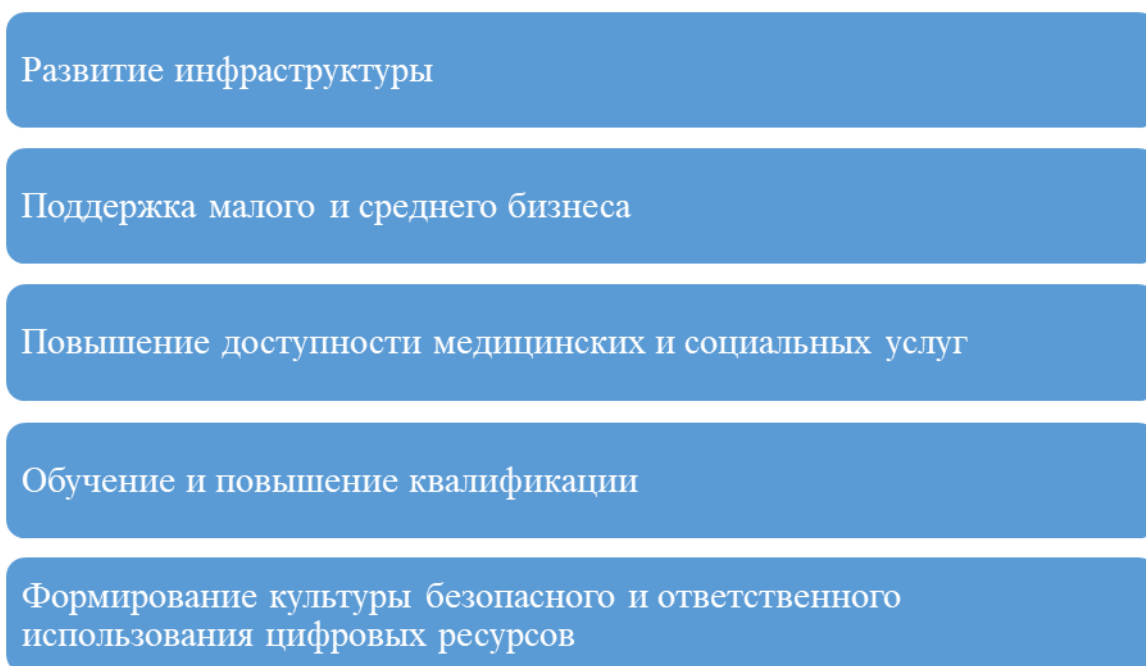 Развитие инфраструктуры
Поддержка малого и среднего бизнеса
Повышение доступности медицинских и социальных услуг
Обучение и повышение квалификации
Формирование культуры безопасного и ответственного
использования цифровых ресурсов